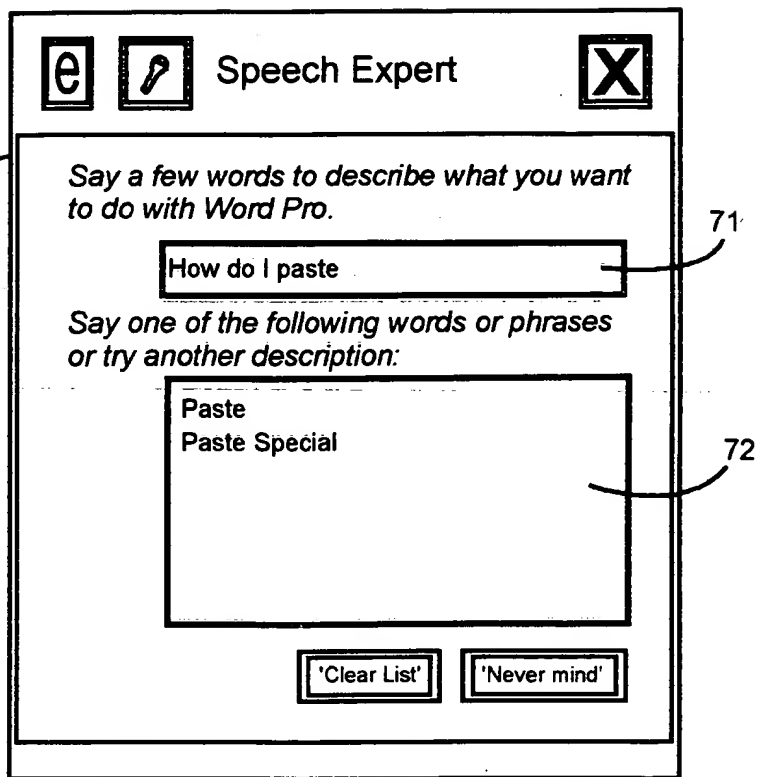 e Speech Expert X
Say a few words to describe what you want
to do with Word Pro.
71
How do I paste
Say one of the following words or phrases
or try another description:
Paste
Paste Special
72
'Clear List' 'Never mind'